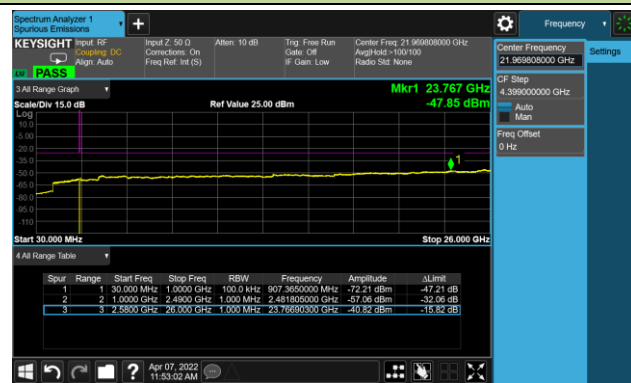 Spectrum Analyzer 1
Spurious Emissions
Frequency
KEYSIGHT
Input: RF
Coupling: DC
Align: Auto
Input Z: 50 Ω
Corrections: On
Freq Ref: Int (S)
Atten: 10 dB
Trig: Free Run
Gate: Off
IF Gain: Low
Center Freq: 21.969808000 GHz
Avg|Hold:>100/100
Radio Std: None
PASS
3 All Range Graph
Mkr1 23.767 GHz
Scale/Div 15.0 dB
Ref Value 25.00 dBm
-47.85 dBm
Log
10.0
-5.00
-20.0
-35.0
-50.0
-65.0
-80.0
-95.0
-110
1
Start 30.000 MHz
Stop 26.000 GHz
4 All Range Table
Spur Range Start Freq Stop Freq RBW Frequency Amplitude ΔLimit
1 1 30.000 MHz 1.0000 GHz 100.0 kHz 907.3650000 MHz -72.21 dBm -47.21 dB
2 2 1.0000 GHz 2.4900 GHz 1.000 MHz 2.481805000 GHz -57.06 dBm -32.06 dB
3 3 2.5800 GHz 26.000 GHz 1.000 MHz 23.76690300 GHz -40.82 dBm -15.82 dB
Center Frequency
21.969808000 GHz
Settings
CF Step
4.399000000 GHz
Auto
Man
Freq Offset
0 Hz
?
Apr 07, 2022
11:53:02 AM